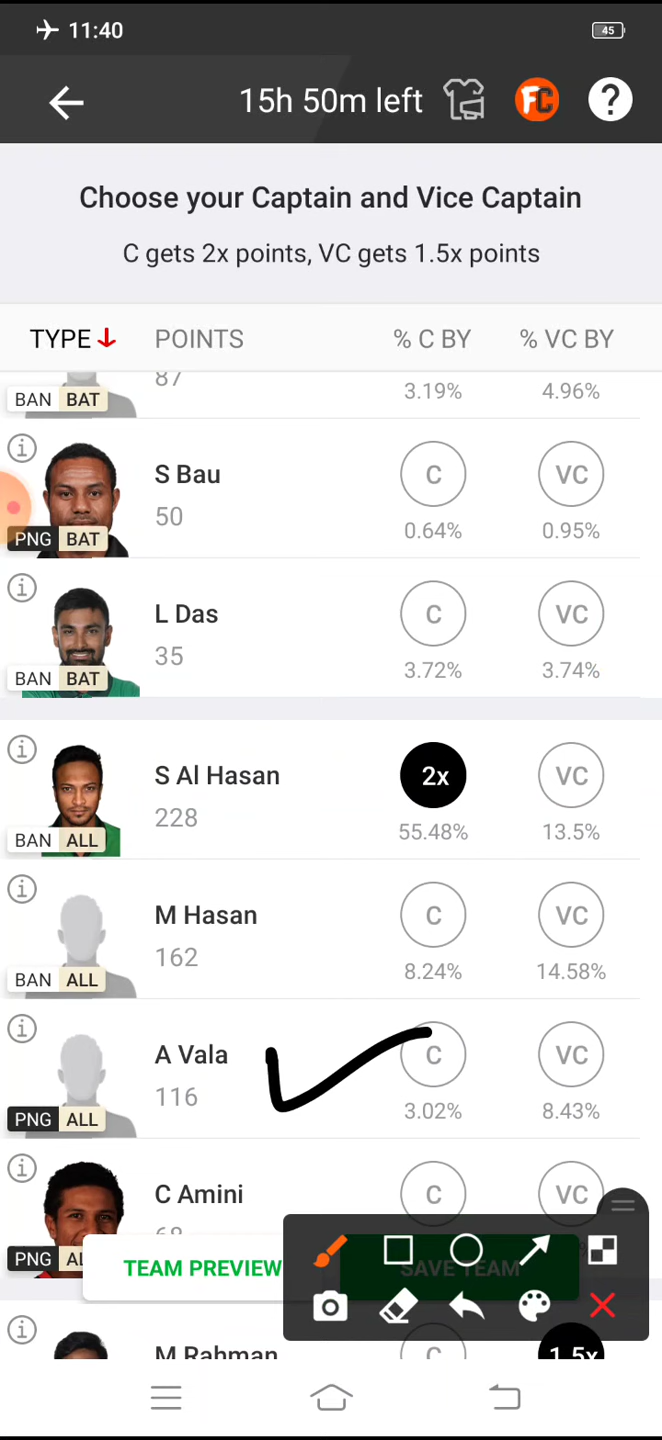 11:40
45
15h 50m left
FC
?
Choose your Captain and Vice Captain
C gets 2x points, VC gets 1.5x points
TYPE POINTS % C BY % VC BY
87
BAN BAT 3.19% 4.96%
i
S Bau C VC
50
PNG BAT 0.64% 0.95%
i
L Das C VC
35
BAN BAT 3.72% 3.74%
i
S Al Hasan 2x VC
228
BAN ALL 55.48% 13.5%
i
M Hasan C VC
162
BAN ALL 8.24% 14.58%
i
A Vala C VC
116
PNG ALL 3.02% 8.43%
i
C Amini C VC
68
PNG AL
TEAM PREVIEW SAVE TEAM
i
M Rahman C 1.5x